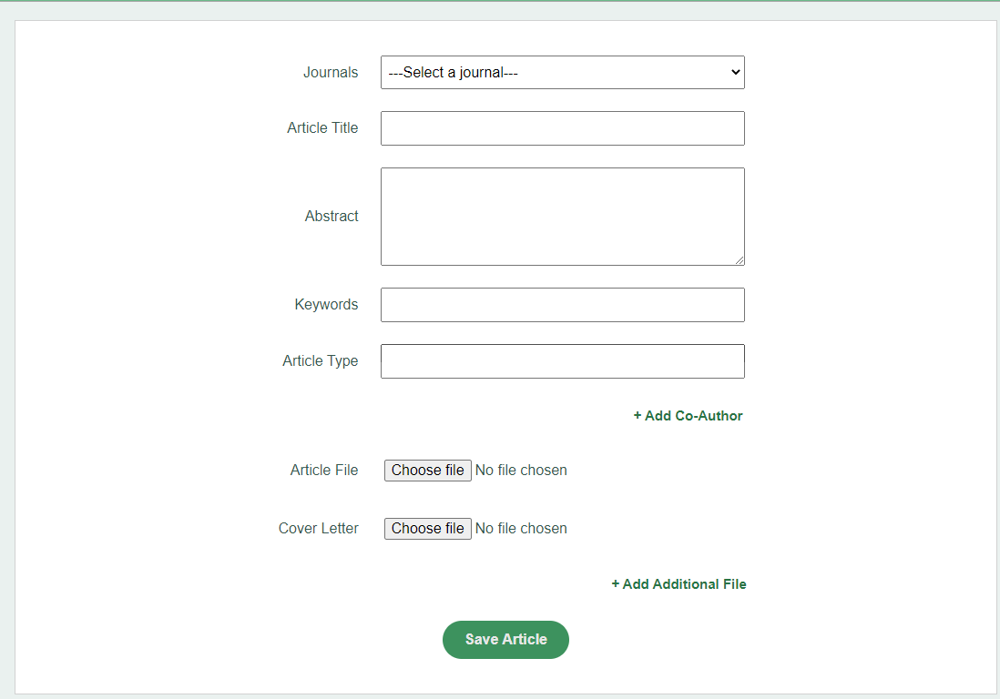 Journals ---Select a journal---
Article Title
Abstract
Keywords
Article Type
+ Add Co-Author
Article File Choose file No file chosen
Cover Letter Choose file No file chosen
+ Add Additional File
Save Article